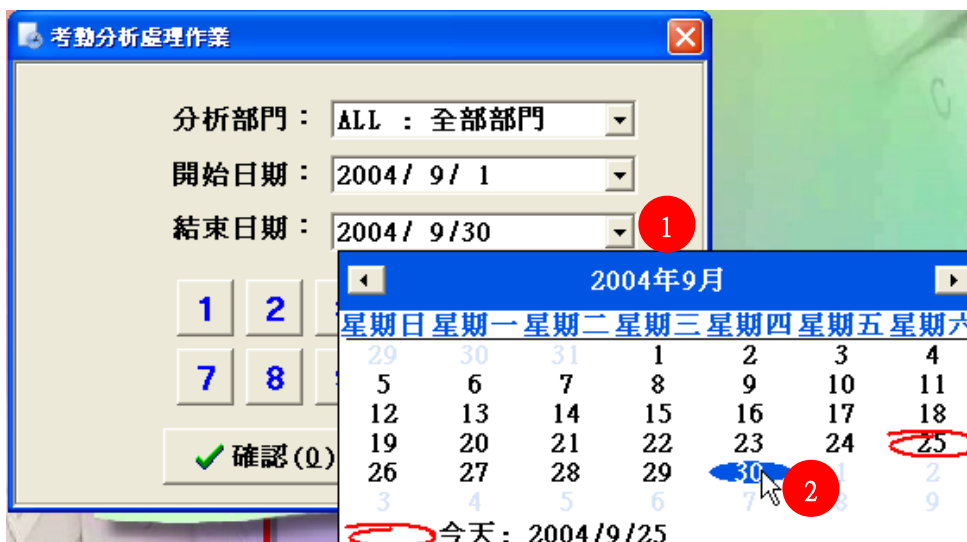 考勤分析處理作業
分析部門： ALL : 全部部門
開始日期： 2004/ 9/ 1
結束日期： 2004/ 9/30
1
2004年9月
1 2
星期日 星期一 星期二 星期三 星期四 星期五 星期六
29 30 31 1 2 3 4
7 8
5 6 7 8 9 10 11
12 13 14 15 16 17 18
19 20 21 22 23 24 25
確認(O)
26 27 28 29 30 1 2
2
3 4 5 6 7 8 9
今天: 2004/9/25